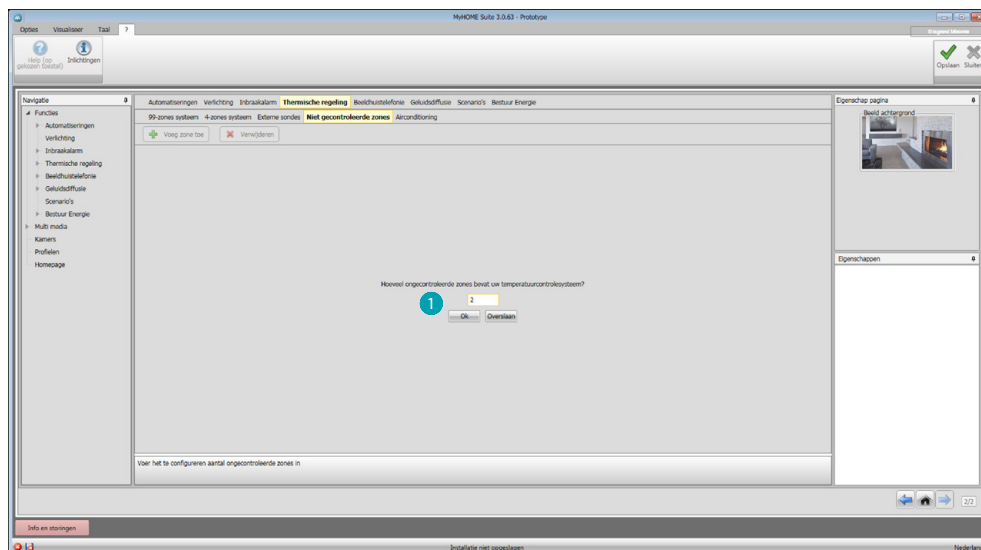 MyHOME Suite 3.0.63 - Prototype
Opties Visualiseer Taal ?
Help (op gekozen toestel)
Inlichtingen
Opslaan Sluiten
Navigatie
Functies
Automatiseringen
Verlichting
Inbraakalarm
Thermische regeling
Beeldhuistelefonie
Geluidsdiffusie
Scenario's
Bestuur Energie
Multi media
Kamers
Profielen
Homepage
Automatiseringen Verlichting Inbraakalarm Thermische regeling Beeldhuistelefonie Geluidsdiffusie Scenario's Bestuur Energie
99-zones systeem 4-zones systeem Externe sondes Niet gecontroleerde zones Airconditioning
Voeg zone toe Verwijderen
Hoeveel ongecontroleerde zones bevat uw temperatuurcontrolesysteem?
1
2
Ok Overslaan
Voer het te configureren aantal ongecontroleerde zones in
Eigenschap pagina
Beeld achtergrond
Eigenschappen
2/2
Info en storingen
Installatie niet opgeslagen
Nederlan